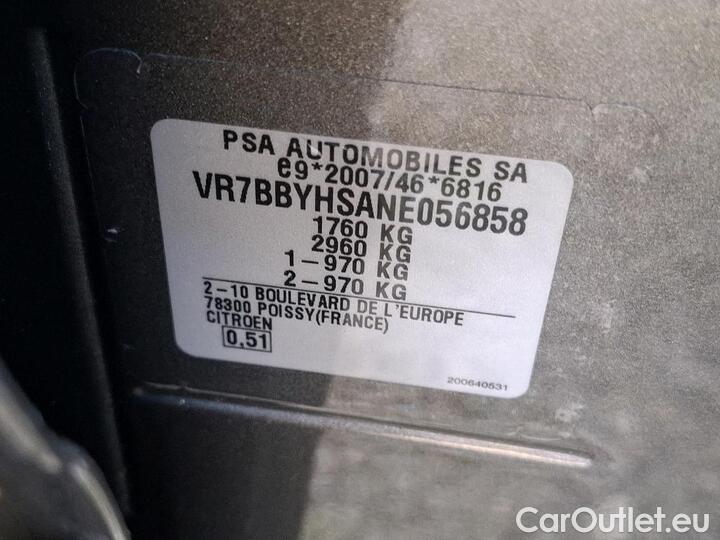 PSA AUTOMOBILES SA
e9*2007/46*6816
VR7BBYHSANE056858
1760 KG
2960 KG
1-970 KG
2-970 KG
2-10 BOULEVARD DE L'EUROPE
78300 POISSY(FRANCE)
CITROEN
0,51
200640531
CarOutlet.eu